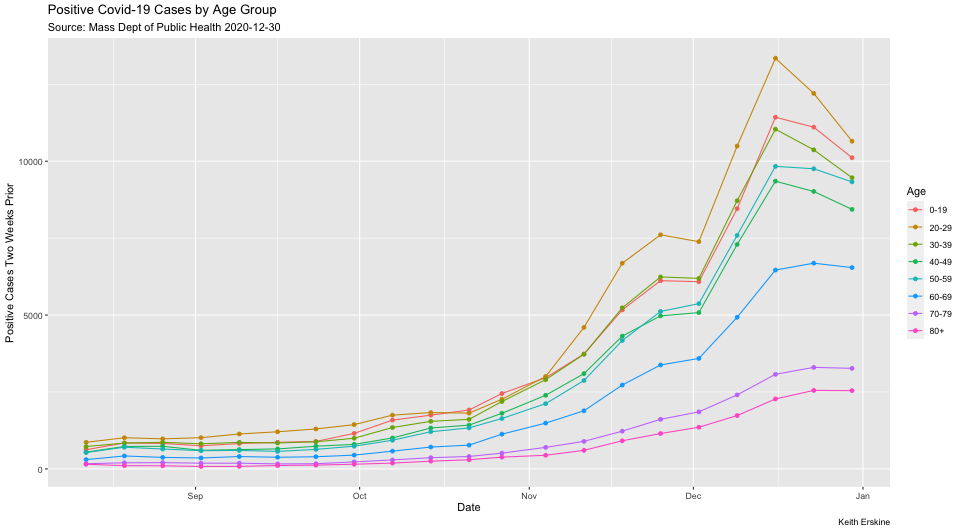 Positive Covid-19 Cases by Age Group
Source: Mass Dept of Public Health 2020-12-30
Positive Cases Two Weeks Prior
10000
5000
0
Sep
Oct
Nov
Dec
Jan
Date
Age
0-19
20-29
30-39
40-49
50-59
60-69
70-79
80+
Keith Erskine